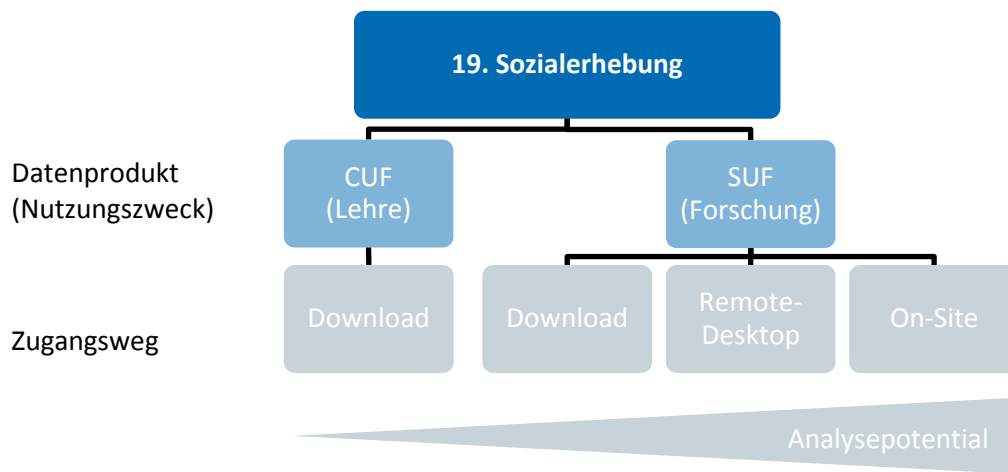 19. Sozialerhebung
Datenprodukt
(Nutzungszweck)
CUF
(Lehre)
SUF
(Forschung)
Zugangsweg
Download
Download
Remote-
Desktop
On-Site
Analysepotential